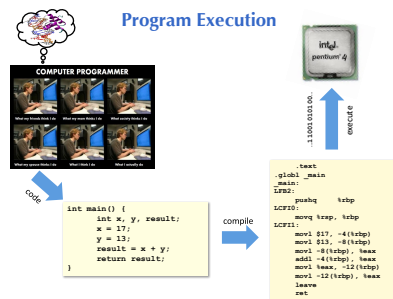 Program Execution
intel
pentium 4
COMPUTER PROGRAMMER
What my friends think I do
What my mom thinks I do
What society thinks I do
What my spouse thinks I do
What I think I do
What I actually do
code
int main() {
int x, y, result;
x = 17;
y = 13;
result = x + y;
return result;
}
compile
.text
.globl _main
_main:
LFB2:
pushq %rbp
LCFI0:
movq %rsp, %rbp
LCFI1:
movl $17, -4(%rbp)
movl $13, -8(%rbp)
movl -8(%rbp), %eax
addl -4(%rbp), %eax
movl %eax, -12(%rbp)
movl -12(%rbp), %eax
leave
ret
execute
..11001010100..